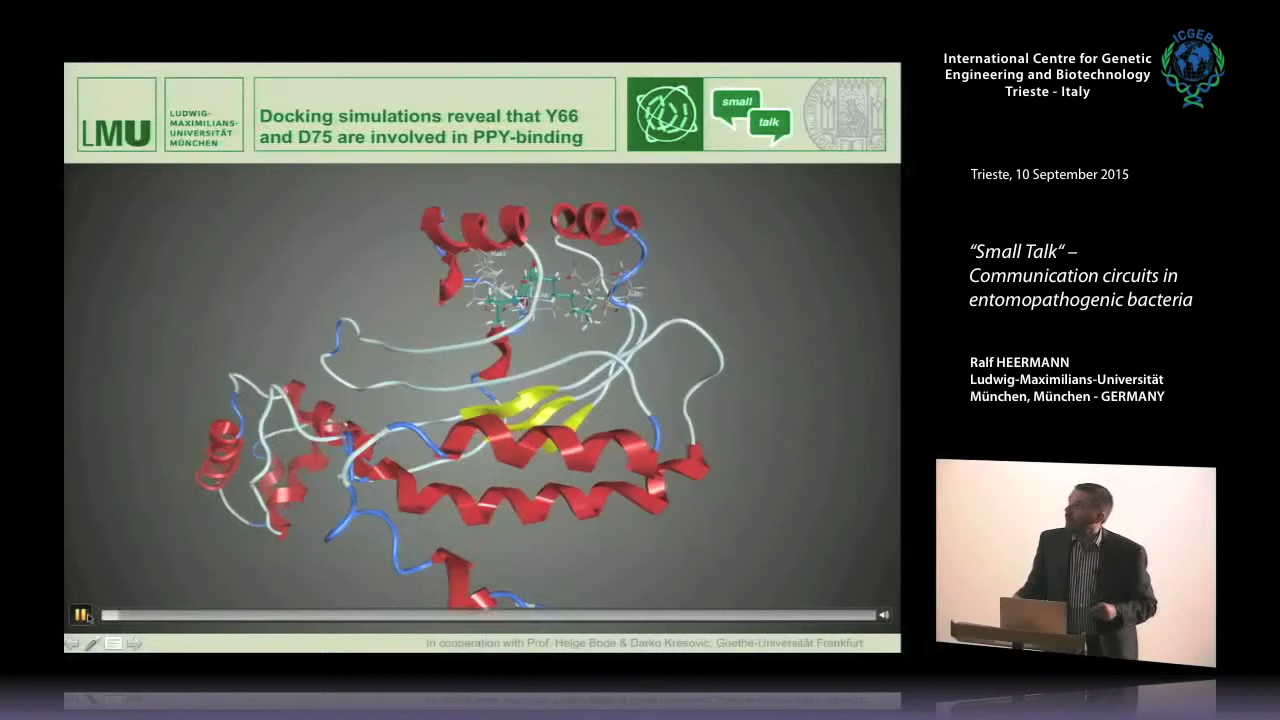 LMU
LUDWIG-
MAXIMILIANS-
UNIVERSITÄT
MÜNCHEN
Docking simulations reveal that Y66
and D75 are involved in PPY-binding
small
talk
In cooperation with Prof. Helge Bode & Darko Kresovic, Goethe-Universität Frankfurt
International Centre for Genetic
Engineering and Biotechnology
Trieste - Italy
ICGEB
Trieste, 10 September 2015
“Small Talk“ –
Communication circuits in
entomopathogenic bacteria
Ralf HEERMANN
Ludwig-Maximilians-Universität
München, München - GERMANY